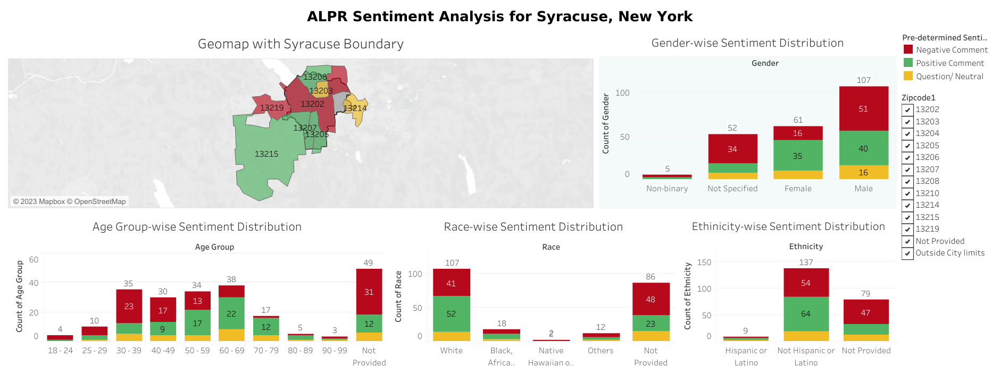 ALPR Sentiment Analysis for Syracuse, New York
Geomap with Syracuse Boundary
13208
13203
13202
13219
13214
13207
13205
13215
© 2023 Mapbox © OpenStreetMap
Gender-wise Sentiment Distribution
Gender
Count of Gender
100
50
0
5
52
34
61
16
35
107
51
40
16
Non-binary
Not Specified
Female
Male
Pre-determined Senti..
Negative Comment
Positive Comment
Question/ Neutral
Zipcode1
13202
13203
13204
13205
13206
13207
13208
13210
13214
13215
13219
Not Provided
Outside City limits
Age Group-wise Sentiment Distribution
Age Group
Count of Age Group
60
40
20
0
4
10
35
23
30
17
9
34
13
17
38
22
17
12
5
3
49
31
12
18 - 24
25 - 29
30 - 39
40 -49
50 - 59
60 - 69
70 - 79
80 - 89
90 - 99
Not
Provided
Race-wise Sentiment Distribution
Race
Count of Race
100
50
0
107
41
52
18
2
2
12
86
48
23
White
Black,
Africa..
Native
Hawaiian o..
Others
Not
Provided
Ethinicity-wise Sentiment Distribution
Ethnicity
Count of Ethnicity
150
100
50
0
9
137
54
64
79
47
Hispanic or
Latino
Not Hispanic or
Latino
Not Provided